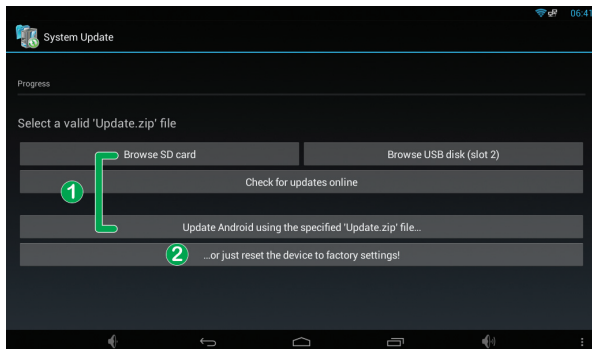 06:41
System Update
Progress
Select a valid 'Update.zip' file
Browse SD card
Browse USB disk (slot 2)
Check for updates online
1
Update Android using the specified 'Update.zip' file...
2
...or just reset the device to factory settings!